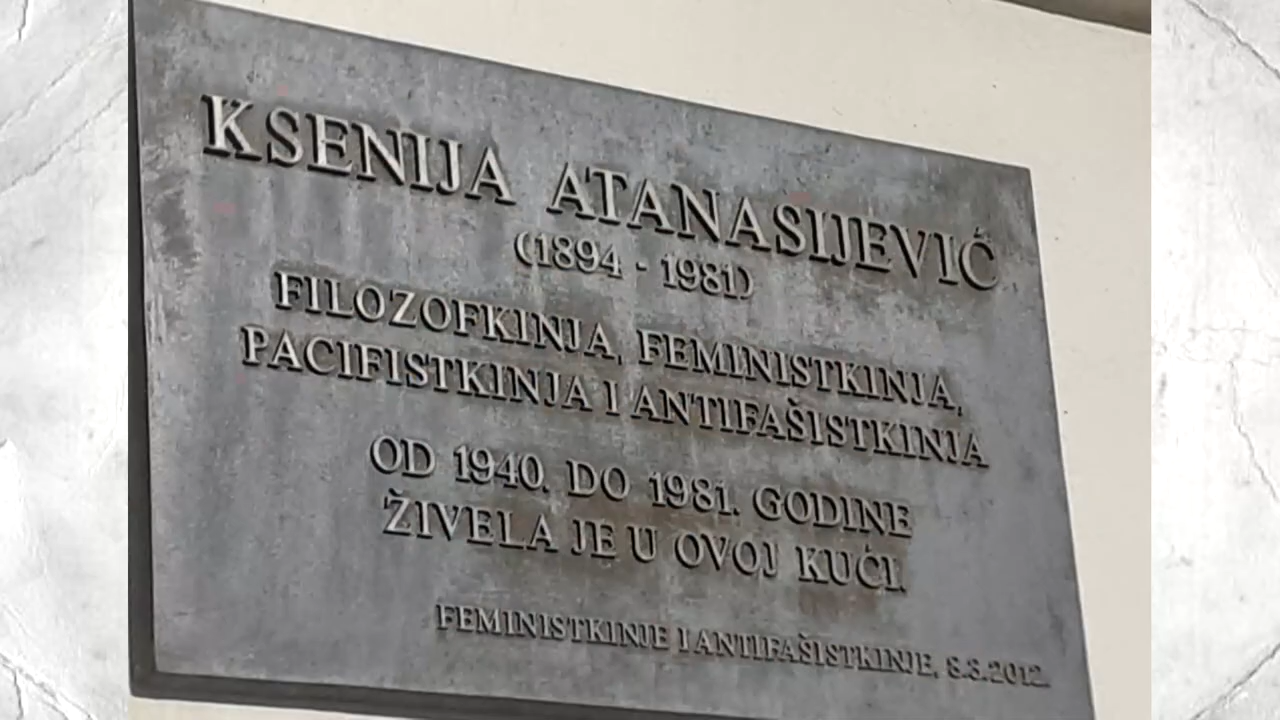 KSENIJA ATANASIJEVIĆ
(1894 - 1981)
FILOZOFKINJA, FEMINISTKINJA,
PACIFISTKINJA I ANTIFAŠISTKINJA
OD 1940. DO 1981. GODINE
ŽIVELA JE U OVOJ KUĆI.
FEMINISTKINJE I ANTIFAŠISTKINJE, 8.3.2012.